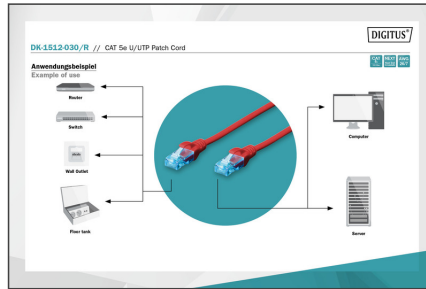 DIGITUS®
DK-1512-030/R // CAT 5e U/UTP Patch Cord
Anwendungsbeispiel
Example of use
Router
Switch
Wall Outlet
Floor tank
Computer
Server